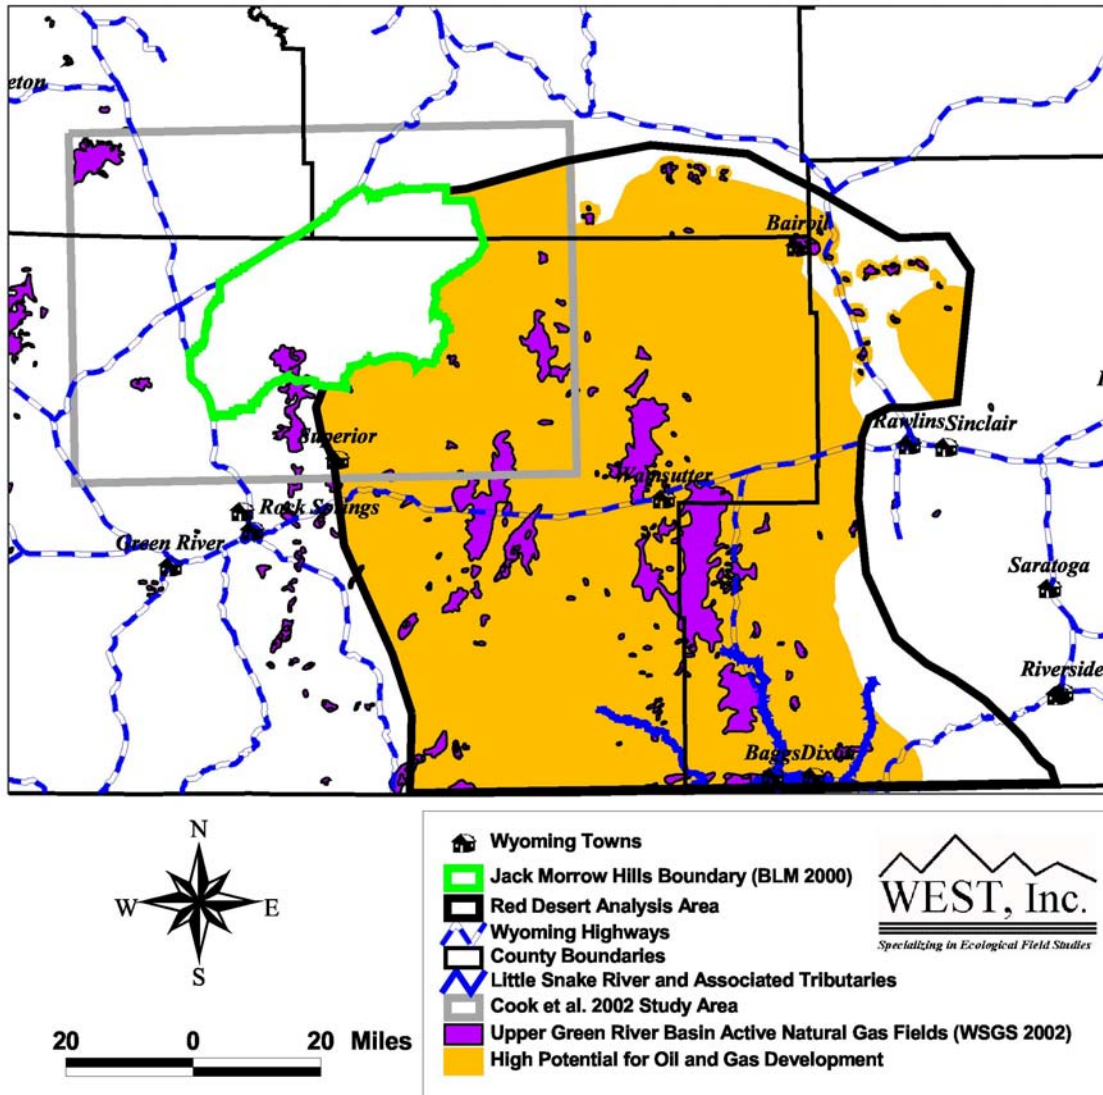 eton
Bairoil
Superior
Rawlins
Sinclair
Wamsutter
Rock Springs
Green River
Saratoga
Riverside
Baggs
N
W E
S
20 0 20 Miles
Wyoming Towns
Jack Morrow Hills Boundary (BLM 2000)
Red Desert Analysis Area
Wyoming Highways
County Boundaries
Little Snake River and Associated Tributaries
Cook et al. 2002 Study Area
Upper Green River Basin Active Natural Gas Fields (WSGS 2002)
High Potential for Oil and Gas Development
WEST, Inc.
Specializing in Ecological Field Studies